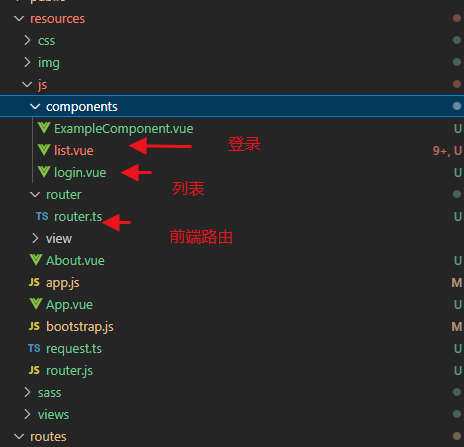 public
resources
css
img
js
components
ExampleComponent.vue U
list.vue 登录 9+, U
login.vue U
router 列表
TS router.ts U
view 前端路由
About.vue U
JS app.js M
App.vue U
JS bootstrap.js M
TS request.ts U
JS router.js U
sass
views
routes